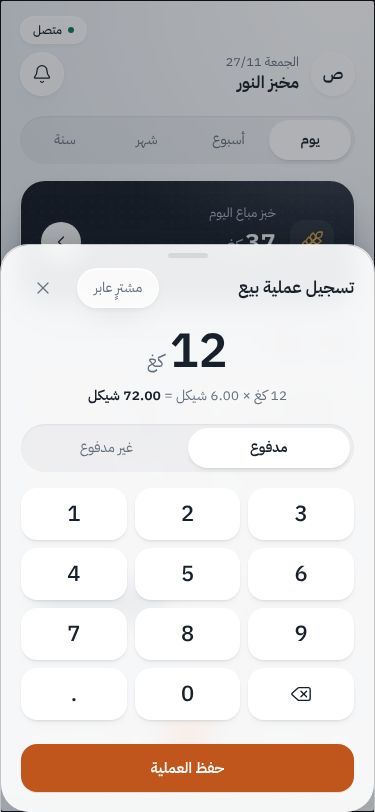 متصل
الجمعة 27/11
مخبز النور
ص
يوم
أسبوع
شهر
سنة
خبز مباع اليوم
37 كغ
تسجيل عملية بيع
مشترٍ عابر
12 كغ
12 كغ × 6.00 شيكل = 72.00 شيكل
مدفوع
غير مدفوع
1 2 3
4 5 6
7 8 9
. 0
حفظ العملية